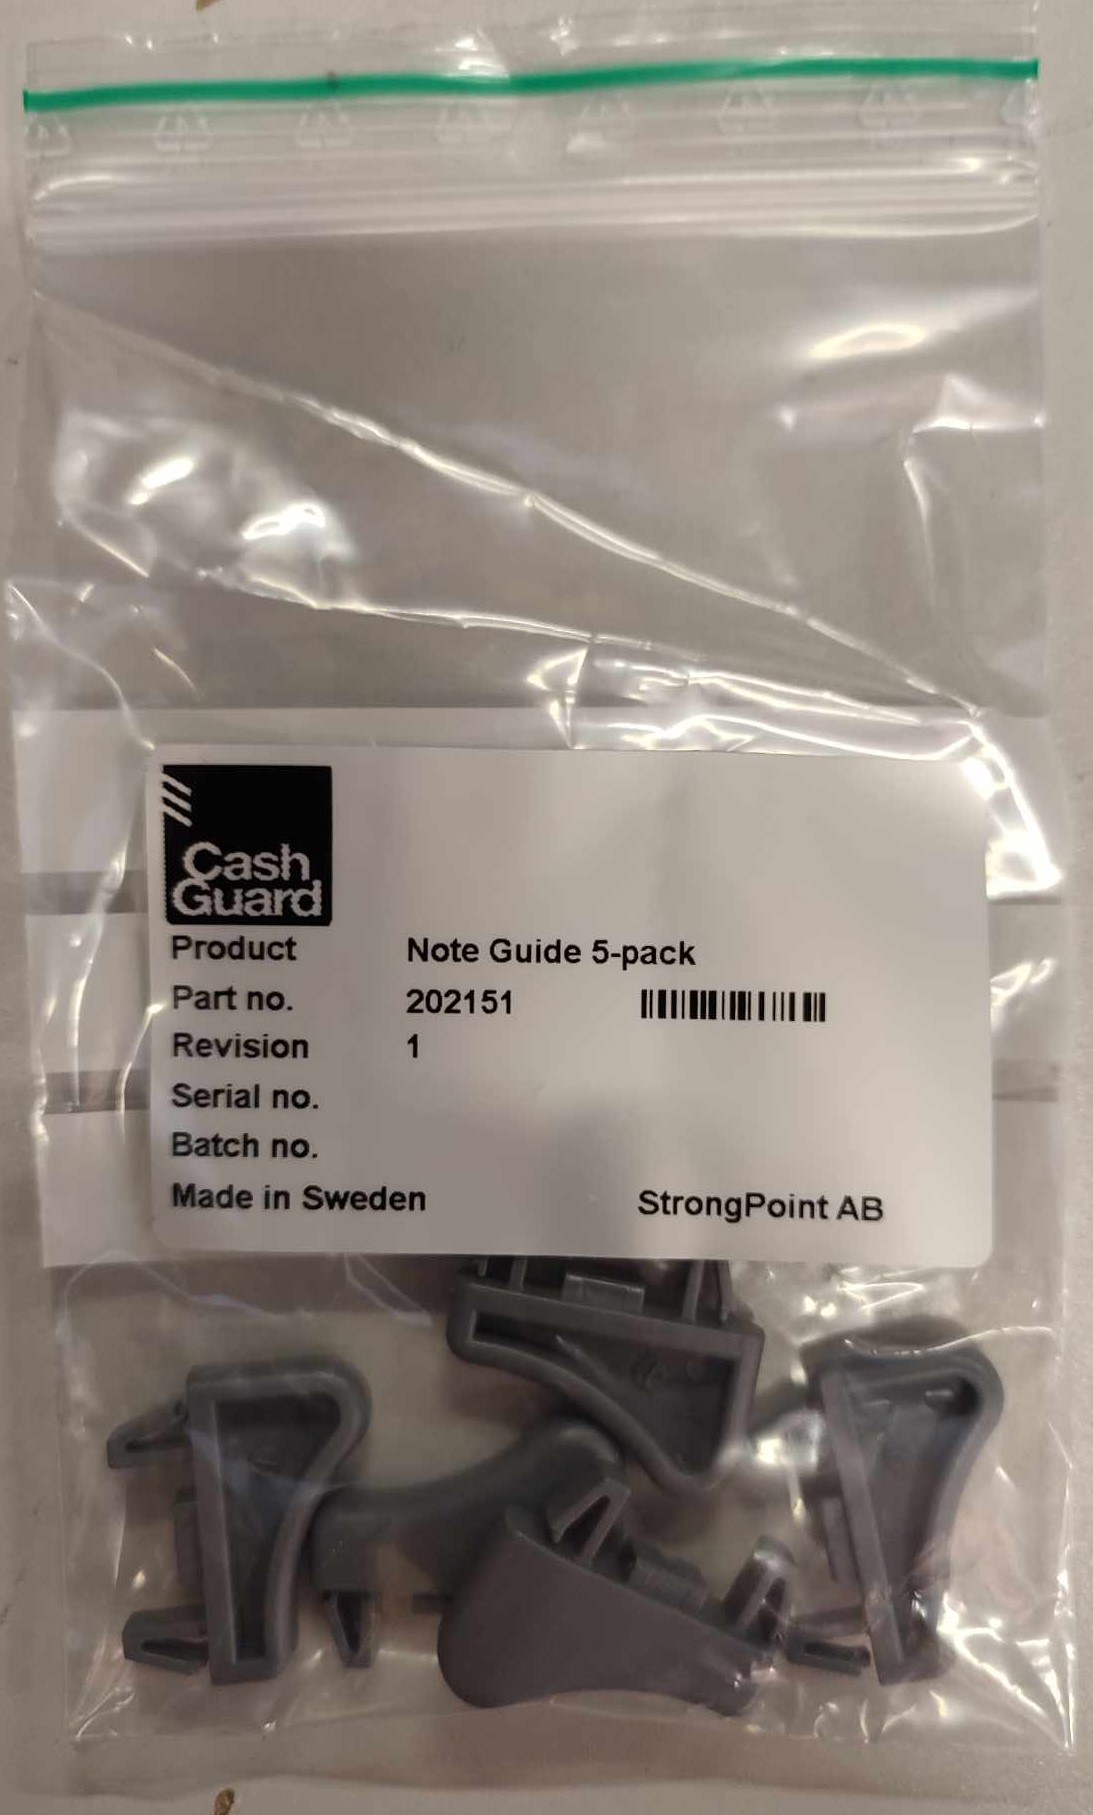 Cash
Guard
Product Note Guide 5-pack
Part no. 202151
Revision 1
Serial no.
Batch no.
Made in Sweden StrongPoint AB